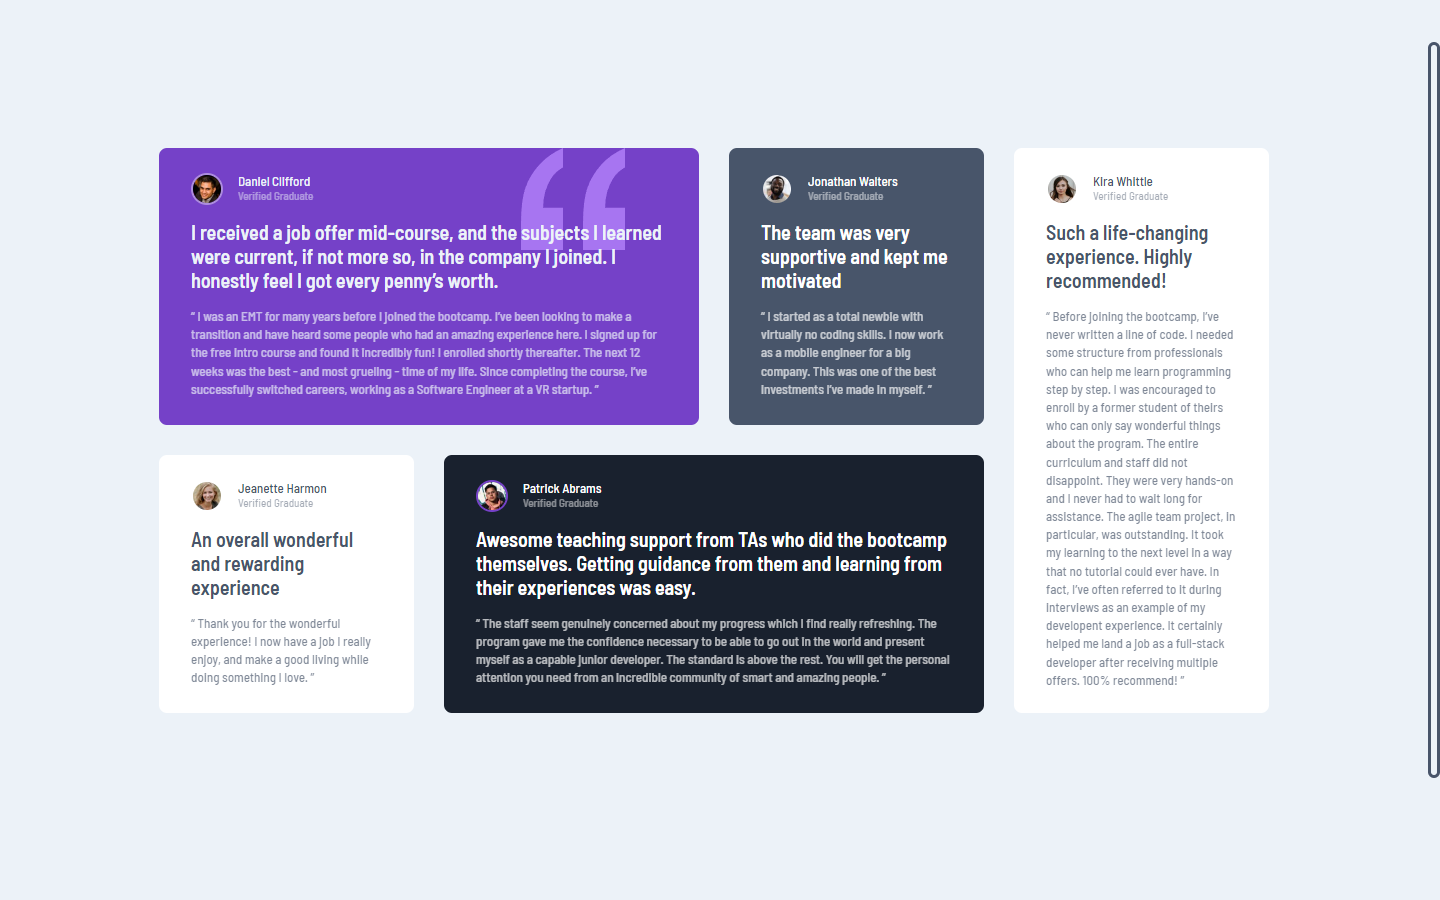 Daniel Clifford
Verified Graduate
I received a job offer mid-course, and the subjects I learned
were current, if not more so, in the company I joined. I
honestly feel I got every penny’s worth.
“ I was an EMT for many years before I joined the bootcamp. I’ve been looking to make a
transition and have heard some people who had an amazing experience here. I signed up for
the free intro course and found it incredibly fun! I enrolled shortly thereafter. The next 12
weeks was the best - and most grueling - time of my life. Since completing the course, I’ve
successfully switched careers, working as a Software Engineer at a VR startup. ”
Jonathan Walters
Verified Graduate
The team was very
supportive and kept me
motivated
“ I started as a total newbie with
virtually no coding skills. I now work
as a mobile engineer for a big
company. This was one of the best
investments I’ve made in myself. ”
Kira Whittle
Verified Graduate
Such a life-changing
experience. Highly
recommended!
“ Before joining the bootcamp, I’ve
never written a line of code. I needed
some structure from professionals
who can help me learn programming
step by step. I was encouraged to
enroll by a former student of theirs
who can only say wonderful things
about the program. The entire
curriculum and staff did not
disappoint. They were very hands-on
and I never had to wait long for
assistance. The agile team project, in
particular, was outstanding. It took
my learning to the next level in a way
that no tutorial could ever have. In
fact, I’ve often referred to it during
interviews as an example of my
developent experience. It certainly
helped me land a job as a full-stack
developer after receiving multiple
offers. 100% recommend! ”
Jeanette Harmon
Verified Graduate
An overall wonderful
and rewarding
experience
“ Thank you for the wonderful
experience! I now have a job I really
enjoy, and make a good living while
doing something I love. ”
Patrick Abrams
Verified Graduate
Awesome teaching support from TAs who did the bootcamp
themselves. Getting guidance from them and learning from
their experiences was easy.
“ The staff seem genuinely concerned about my progress which I find really refreshing. The
program gave me the confidence necessary to be able to go out in the world and present
myself as a capable junior developer. The standard is above the rest. You will get the personal
attention you need from an incredible community of smart and amazing people. ”